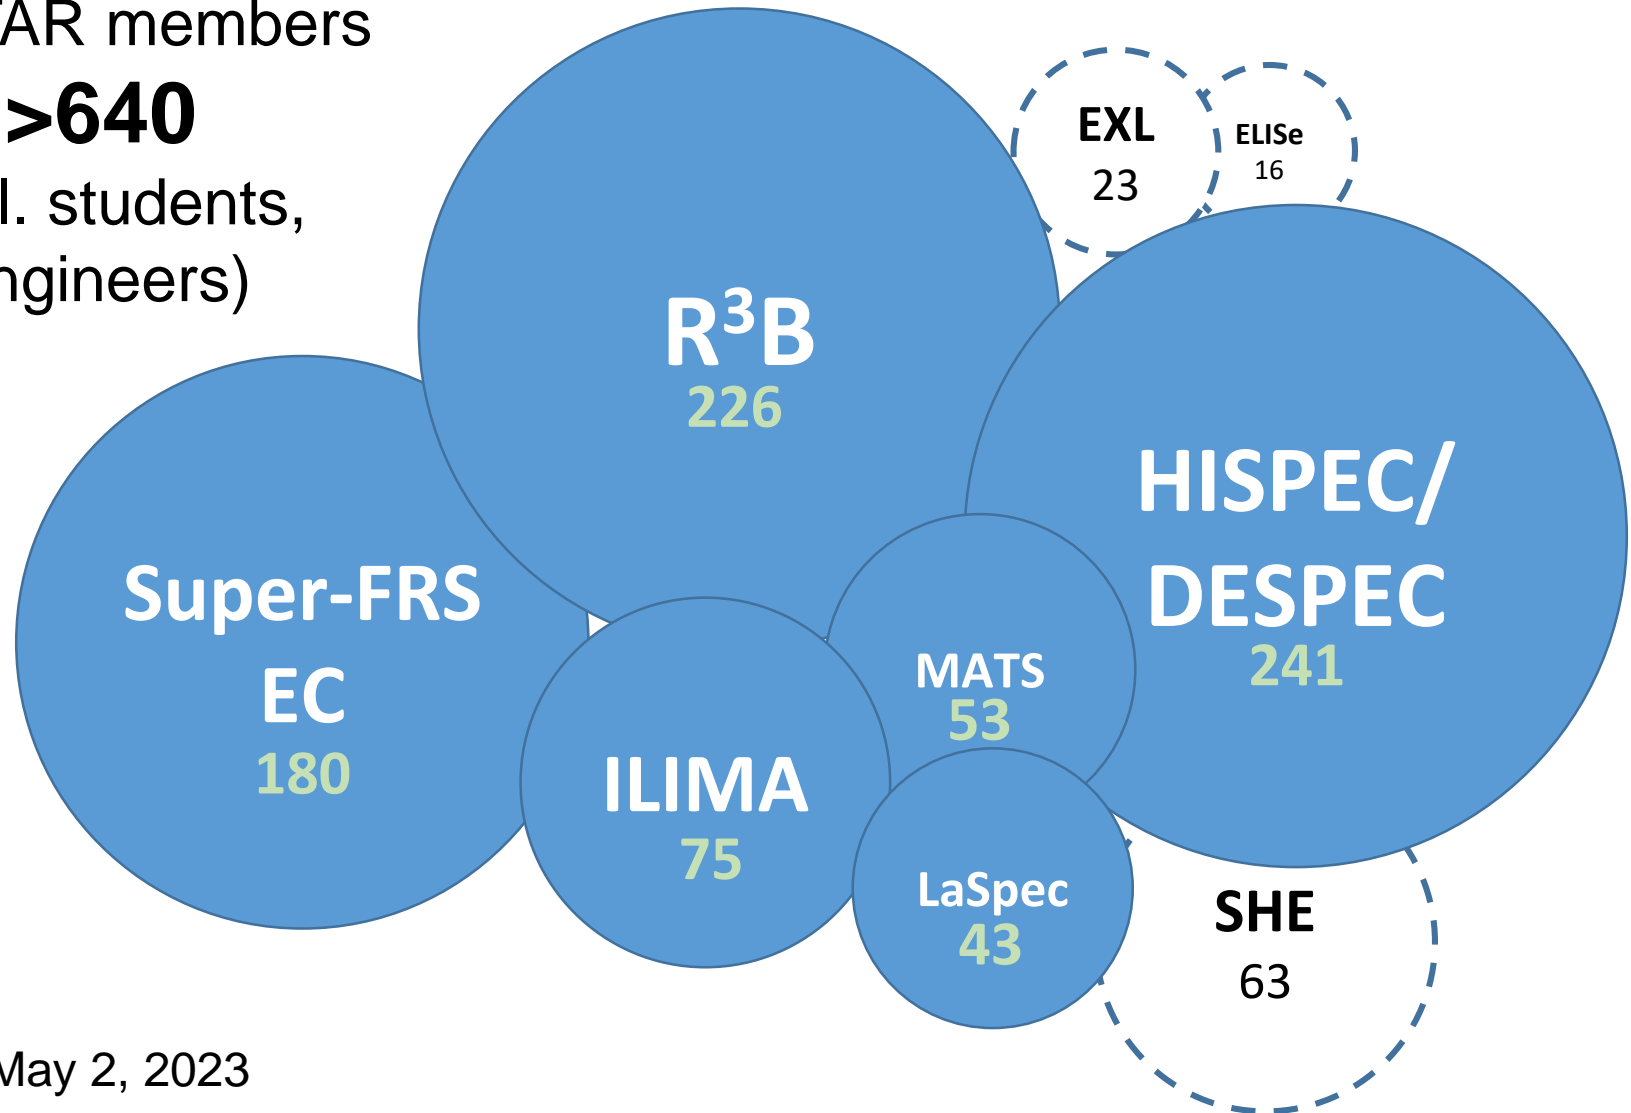 TAR members
>640
l. students,
ngineers)
EXL
23
ELISe
16
R³B
226
HISPEC/
DESPEC
241
Super-FRS
EC
180
MATS
53
ILIMA
75
LaSpec
43
SHE
63
May 2, 2023